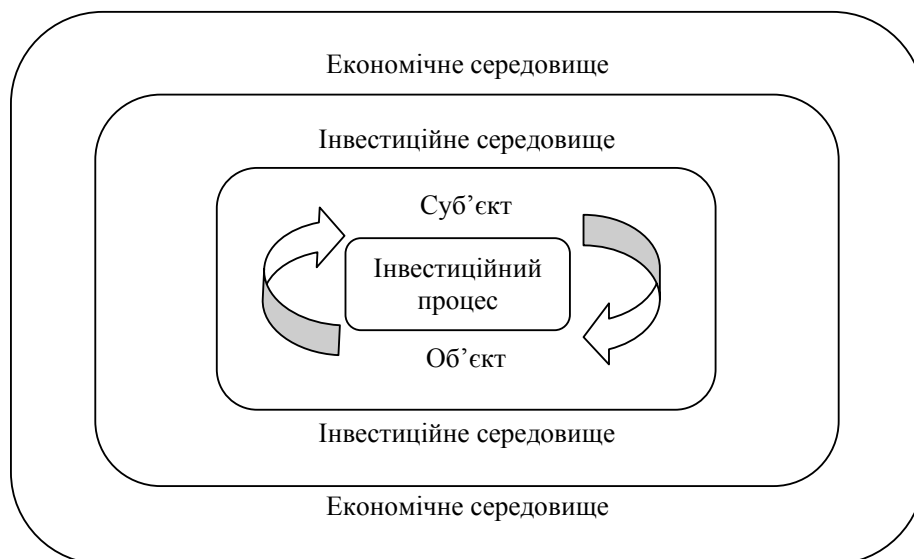 Економічне середовище
Інвестиційне середовище
Суб’єкт
Інвестиційний
процес
Об’єкт
Інвестиційне середовище
Економічне середовище